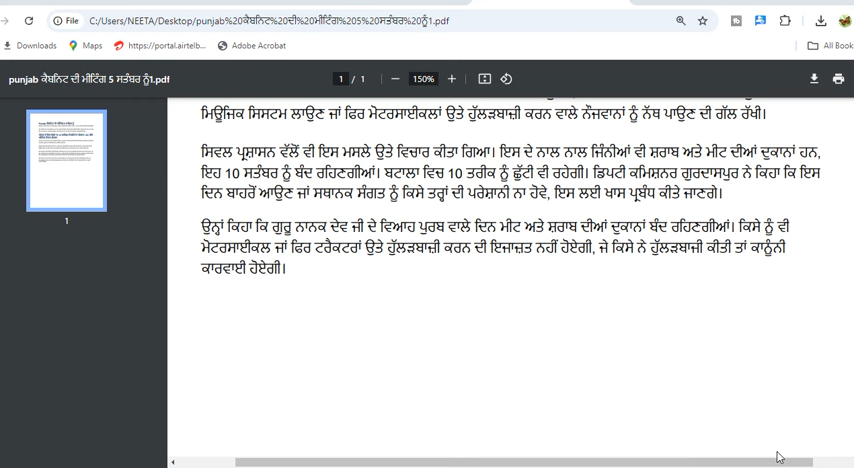 File C:/Users/NEETA/Desktop/punjab%20ਕੈਬਨਿਟ%20ਦੀ%20ਮੀਟਿੰਗ%205%20ਸਤੰਬਰ%20ਨੂੰ1.pdf
Downloads Maps https://portal.airtelb... Adobe Acrobat All Book
punjab ਕੈਬਨਿਟ ਦੀ ਮੀਟਿੰਗ 5 ਸਤੰਬਰ ਨੂੰ1.pdf 1 / 1 — 150% +
ਮਿਊਜਿਕ ਸਿਸਟਮ ਲਾਉਣ ਜਾਂ ਫਿਰ ਮੋਟਰਸਾਈਕਲਾਂ ਉਤੇ ਹੁੱਲੜਬਾਜ਼ੀ ਕਰਨ ਵਾਲੇ ਨੌਜਵਾਨਾਂ ਨੂੰ ਨੱਥ ਪਾਉਣ ਦੀ ਗੱਲ ਰੱਖੀ।
ਸਿਵਲ ਪ੍ਰਸ਼ਾਸਨ ਵੱਲੋਂ ਵੀ ਇਸ ਮਸਲੇ ਉਤੇ ਵਿਚਾਰ ਕੀਤਾ ਗਿਆ। ਇਸ ਦੇ ਨਾਲ ਨਾਲ ਜਿੰਨੀਆਂ ਵੀ ਸ਼ਰਾਬ ਅਤੇ ਮੀਟ ਦੀਆਂ ਦੁਕਾਨਾਂ ਹਨ,
ਇਹ 10 ਸਤੰਬਰ ਨੂੰ ਬੰਦ ਰਹਿਣਗੀਆਂ। ਬਟਾਲਾ ਵਿਚ 10 ਤਰੀਕ ਨੂੰ ਛੁੱਟੀ ਵੀ ਰਹੇਗੀ। ਡਿਪਟੀ ਕਮਿਸ਼ਨਰ ਗੁਰਦਾਸਪੁਰ ਨੇ ਕਿਹਾ ਕਿ ਇਸ
ਦਿਨ ਬਾਹਰੋਂ ਆਉਣ ਜਾਂ ਸਥਾਨਕ ਸੰਗਤ ਨੂੰ ਕਿਸੇ ਤਰ੍ਹਾਂ ਦੀ ਪਰੇਸ਼ਾਨੀ ਨਾ ਹੋਵੇ, ਇਸ ਲਈ ਖਾਸ ਪ੍ਰਬੰਧ ਕੀਤੇ ਜਾਣਗੇ।
ਉਨ੍ਹਾਂ ਕਿਹਾ ਕਿ ਗੁਰੂ ਨਾਨਕ ਦੇਵ ਜੀ ਦੇ ਵਿਆਹ ਪੁਰਬ ਵਾਲੇ ਦਿਨ ਮੀਟ ਅਤੇ ਸ਼ਰਾਬ ਦੀਆਂ ਦੁਕਾਨਾਂ ਬੰਦ ਰਹਿਣਗੀਆਂ। ਕਿਸੇ ਨੂੰ ਵੀ
ਮੋਟਰਸਾਈਕਲ ਜਾਂ ਫਿਰ ਟਰੈਕਟਰਾਂ ਉਤੇ ਹੁੱਲੜਬਾਜ਼ੀ ਕਰਨ ਦੀ ਇਜਾਜ਼ਤ ਨਹੀਂ ਹੋਏਗੀ, ਜੇ ਕਿਸੇ ਨੇ ਹੁੱਲੜਬਾਜੀ ਕੀਤੀ ਤਾਂ ਕਾਨੂੰਨੀ
ਕਾਰਵਾਈ ਹੋਏਗੀ।
1